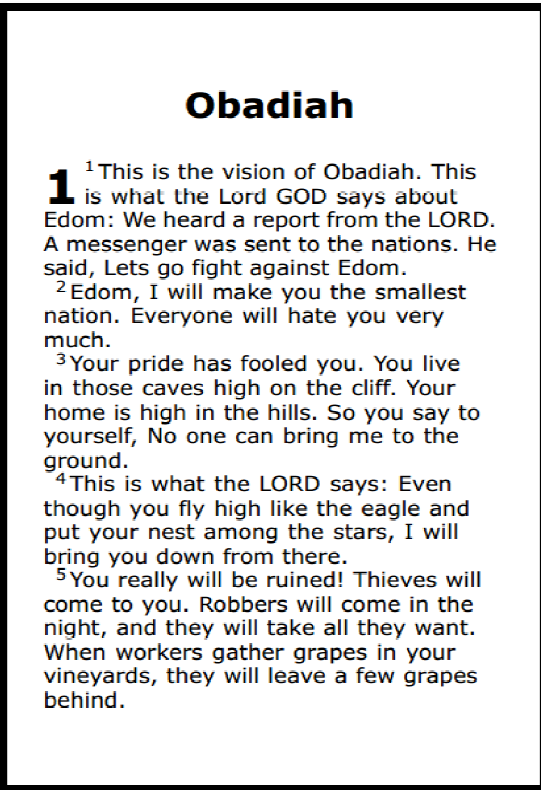 Obadiah
1 1 This is the vision of Obadiah. This
is what the Lord GOD says about
Edom: We heard a report from the LORD.
A messenger was sent to the nations. He
said, Lets go fight against Edom.
2 Edom, I will make you the smallest
nation. Everyone will hate you very
much.
3 Your pride has fooled you. You live
in those caves high on the cliff. Your
home is high in the hills. So you say to
yourself, No one can bring me to the
ground.
4 This is what the LORD says: Even
though you fly high like the eagle and
put your nest among the stars, I will
bring you down from there.
5 You really will be ruined! Thieves will
come to you. Robbers will come in the
night, and they will take all they want.
When workers gather grapes in your
vineyards, they will leave a few grapes
behind.